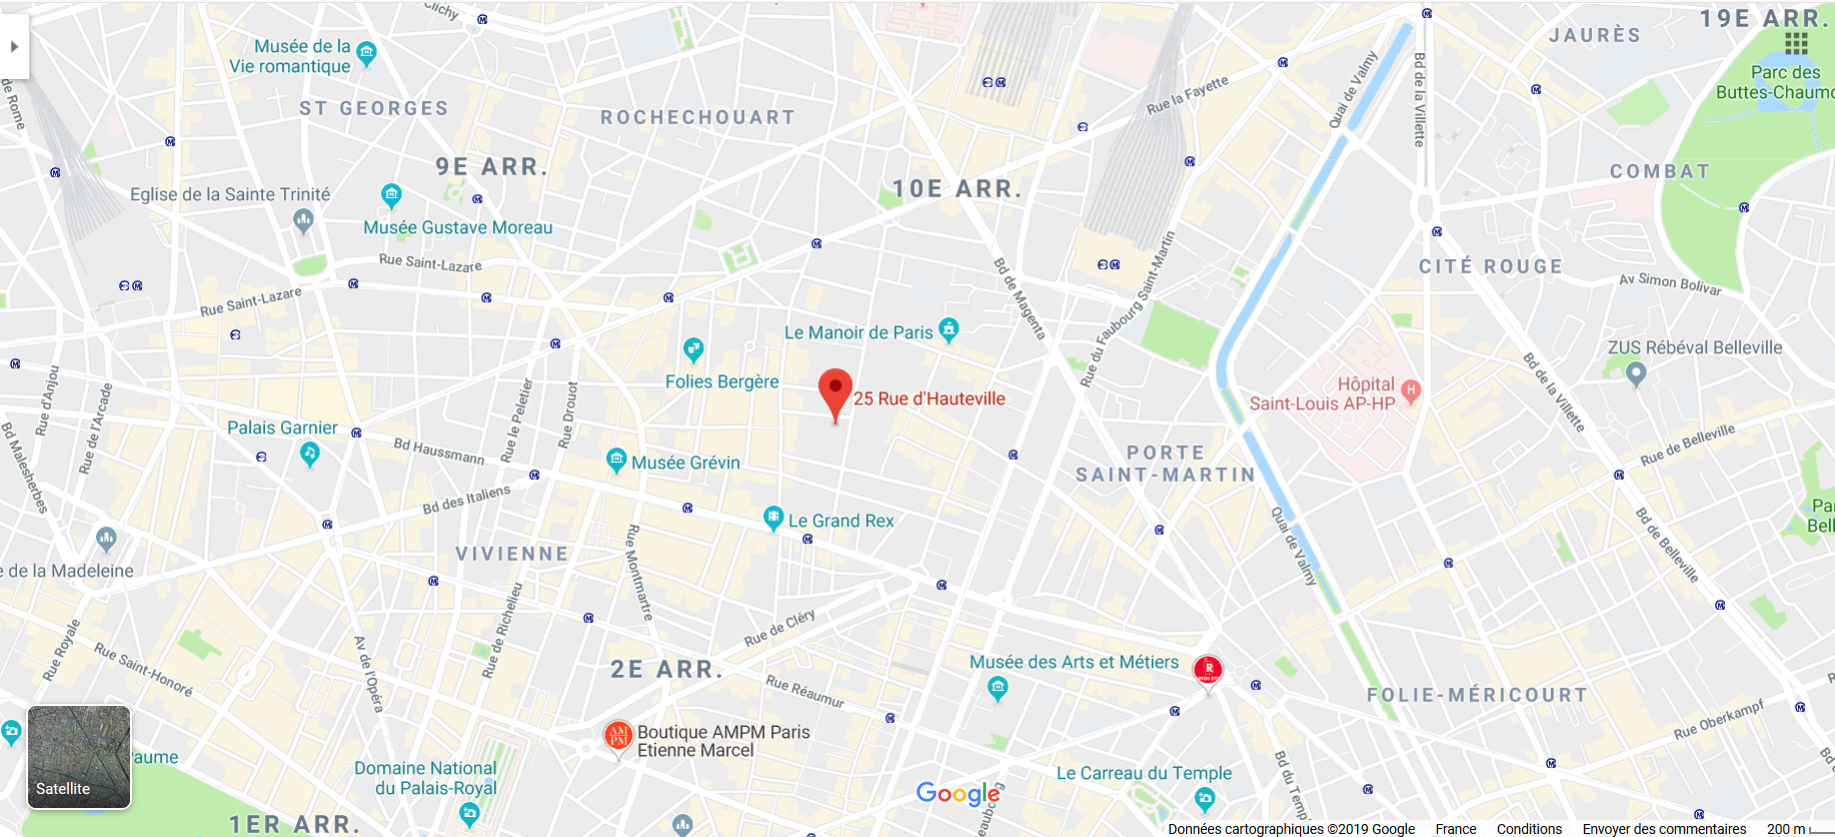 Clichy
19E ARR.
JAURÈS
Musée de la
Vie romantique
Parc des
Buttes-Chaumo
de Rome
ST GEORGES
ROCHECHOUART
Rue la Fayette
Quai de Valmy
Bd de la Villette
9E ARR.
10E ARR.
COMBAT
Eglise de la Sainte Trinité
Musée Gustave Moreau
Rue Saint-Lazare
Rue Saint-Lazare
Bd de Magenta
Rue du Faubourg Saint-Martin
CITÉ ROUGE
Av Simon Bolivar
Le Manoir de Paris
ZUS Rébéval Belleville
Folies Bergère
25 Rue d'Hauteville
Hôpital
Saint-Louis AP-HP
Bd de la Villette
Rue d'Anjou
Rue de l'Arcade
Rue le Peletier
Rue Drouot
Palais Garnier
Bd Haussmann
Bd Malesherbes
Musée Grévin
PORTE
SAINT-MARTIN
Rue de Belleville
Bd des Italiens
Le Grand Rex
Quai de Valmy
Bd de Belleville
Par
Bell
VIVIENNE
Rue Montmartre
e de la Madeleine
Rue de Richelieu
Rue de Cléry
Rue Royale
Rue Saint-Honoré
Av de l'Opéra
2E ARR.
Rue Réaumur
Musée des Arts et Métiers
R
FOLIE-MÉRICOURT
Rue Oberkampf
AM
PM
Boutique AMPM Paris
Etienne Marcel
aume
Satellite
Domaine National
du Palais-Royal
Le Carreau du Temple
Bd du Templ
Google
eaubourg
1ER ARR.
Données cartographiques ©2019 Google France Conditions Envoyer des commentaires 200 m